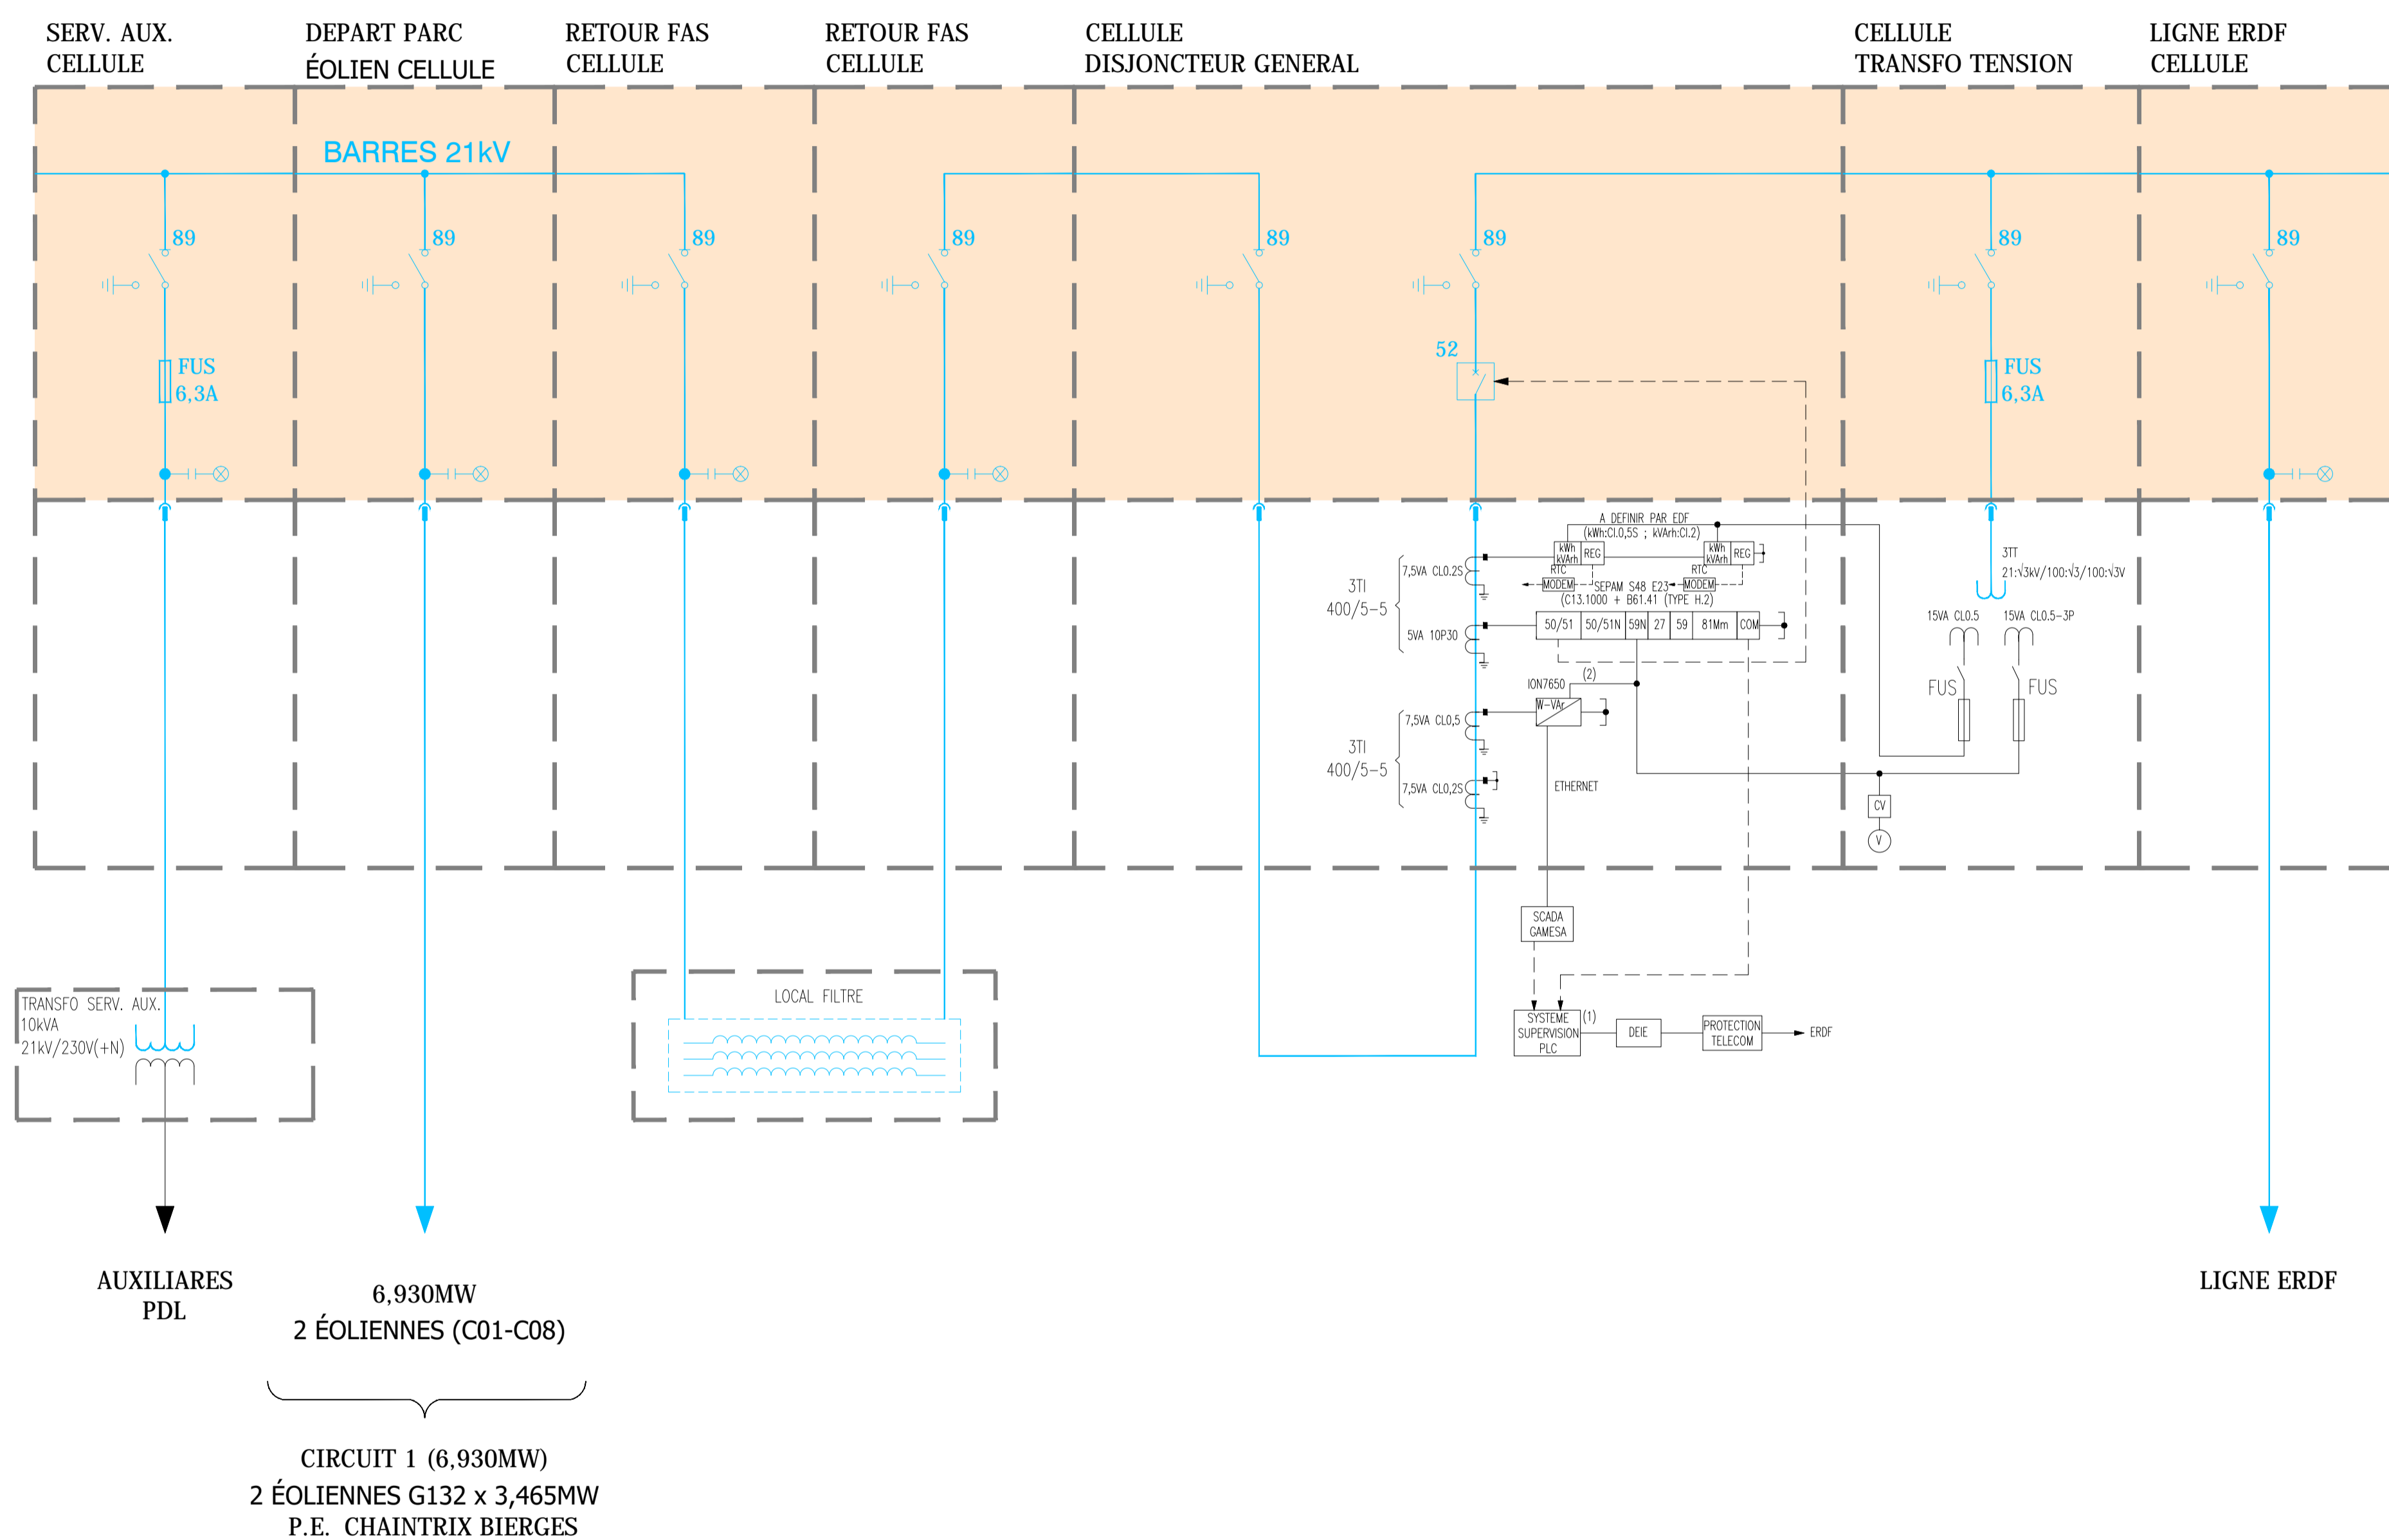 SERV. AUX.
CELLULE
DEPART PARC
ÉOLIEN CELLULE
RETOUR FAS
CELLULE
RETOUR FAS
CELLULE
CELLULE
DISJONCTEUR GENERAL
CELLULE
TRANSFO TENSION
LIGNE ERDF
CELLULE
BARRES 21kV
89
89
89
89
89
89
89
89
52
FUS
6,3A
FUS
6,3A
A DEFINIR PAR EDF
(kWh:Cl.0,5S ; kVArh:Cl.2)
kWh
kVArh
REG
kWh
kVArh
REG
RTC
MODEM
RTC
MODEM
SEPAM S48 E23
(C13.1000 + B61.41 (TYPE H.2)
3TI
400/5-5
7,5VA CL0.2S
5VA 10P30
50/51
50/51N
59N
27
59
81Mm
COM
3TT
21:√3kV/100:√3/100:√3V
15VA CL0.5
15VA CL0.5-3P
FUS
FUS
(2)
ION7650
W-VAr
3TI
400/5-5
7,5VA CL0,5
7,5VA CL0,2S
ETHERNET
CV
V
SCADA
GAMESA
TRANSFO SERV. AUX.
10kVA
21kV/230V(+N)
LOCAL FILTRE
SYSTEME
SUPERVISION
PLC
(1)
DEIE
PROTECTION
TELECOM
ERDF
AUXILIARES
PDL
6,930MW
2 ÉOLIENNES (C01-C08)
LIGNE ERDF
CIRCUIT 1 (6,930MW)
2 ÉOLIENNES G132 x 3,465MW
P.E. CHAINTRIX BIERGES